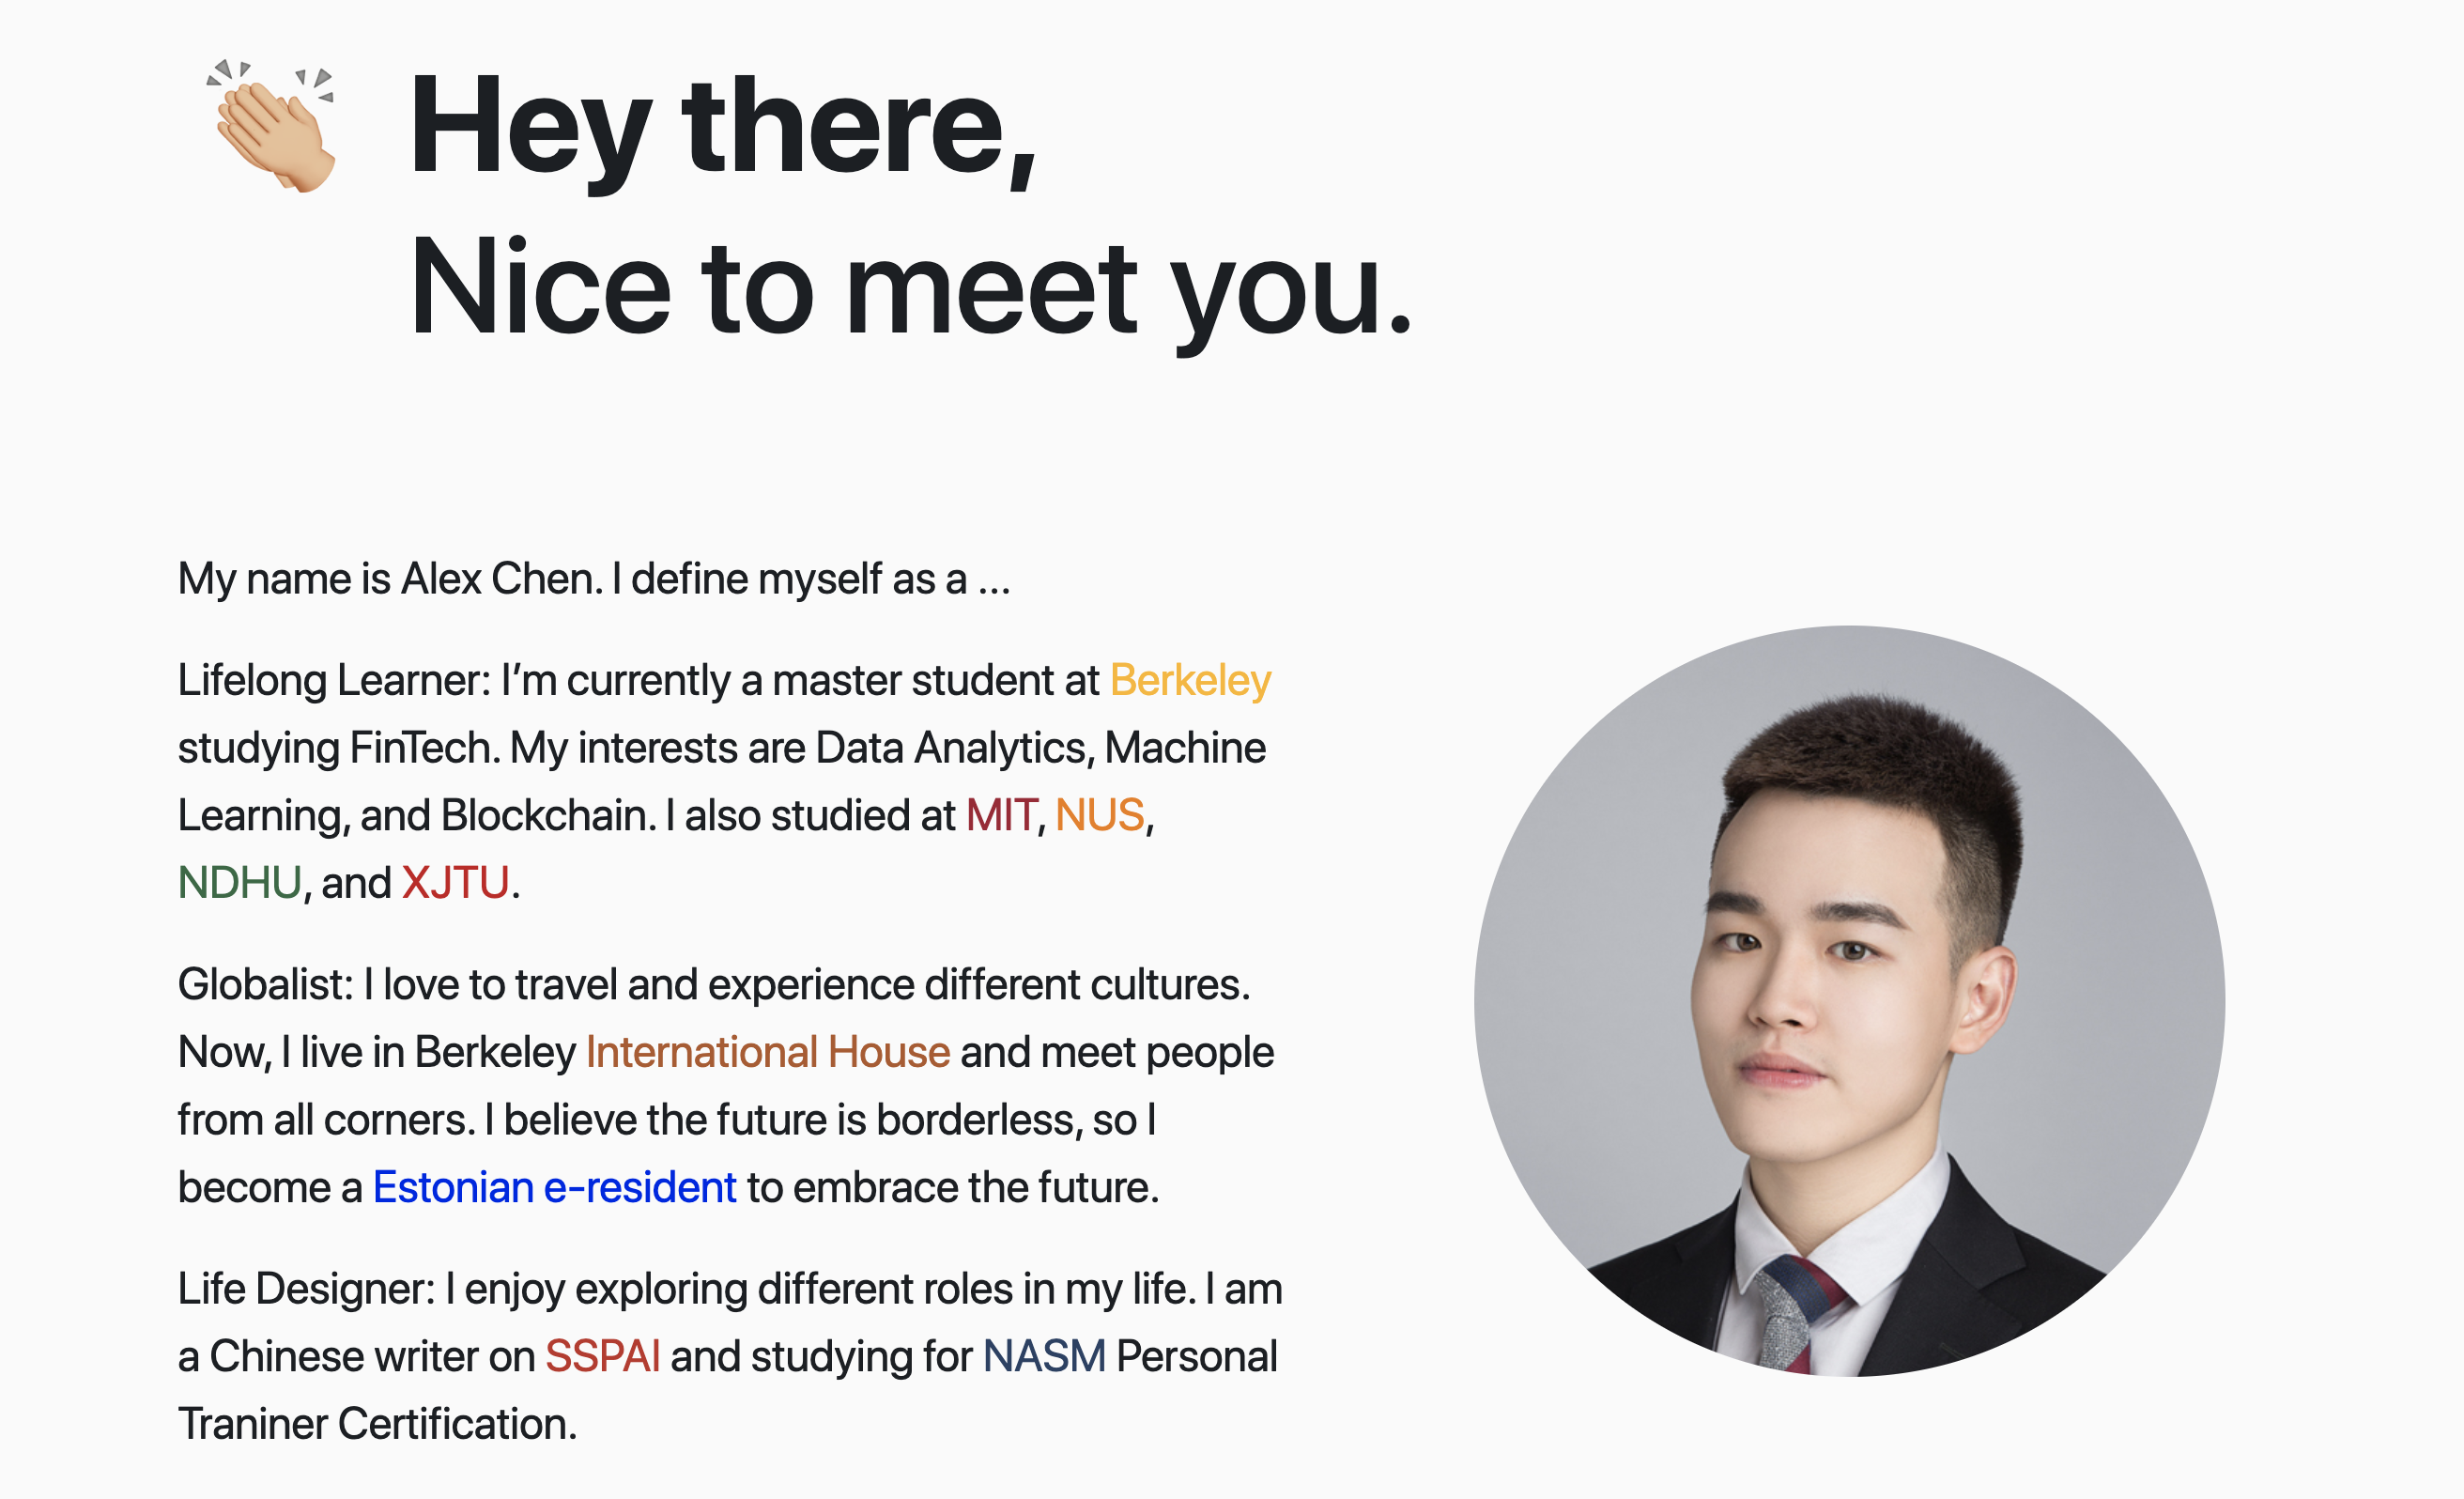 Hey there,
Nice to meet you.
My name is Alex Chen. I define myself as a ...
Lifelong Learner: I’m currently a master student at Berkeley
studying FinTech. My interests are Data Analytics, Machine
Learning, and Blockchain. I also studied at MIT, NUS,
NDHU, and XJTU.
Globalist: I love to travel and experience different cultures.
Now, I live in Berkeley International House and meet people
from all corners. I believe the future is borderless, so I
become a Estonian e-resident to embrace the future.
Life Designer: I enjoy exploring different roles in my life. I am
a Chinese writer on SSPAI and studying for NASM Personal
Traniner Certification.